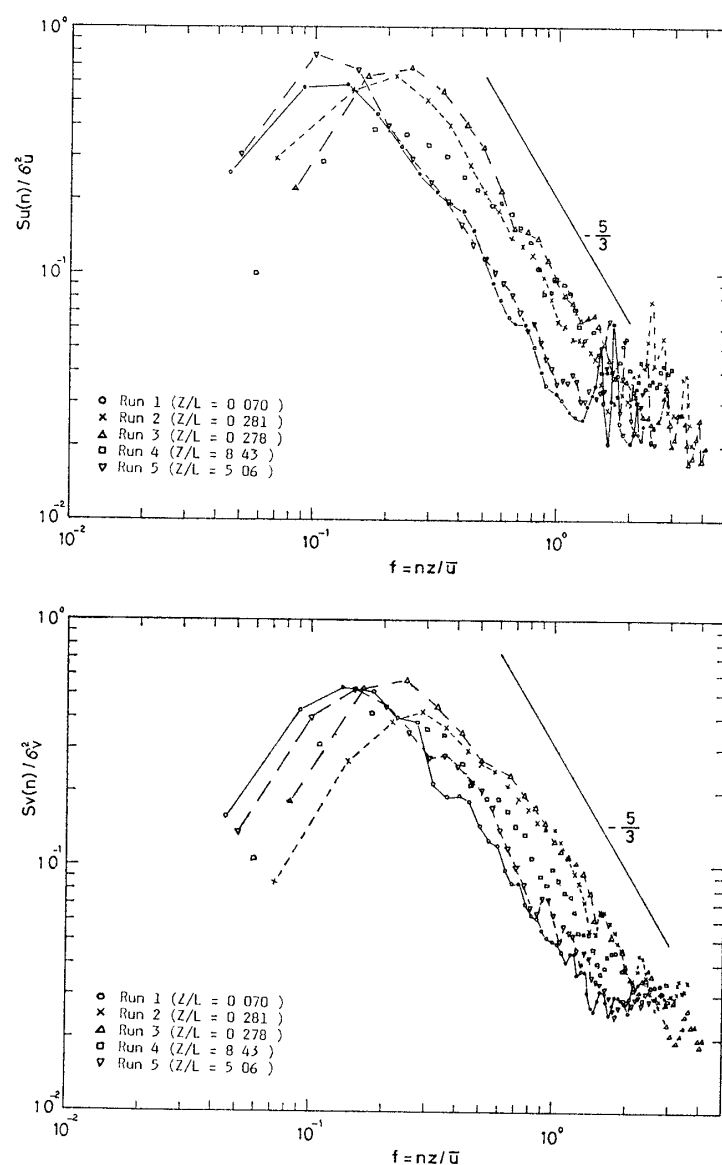 10⁰
Su(n)/σ²u
10⁻¹
-5/3
○ Run 1 ( Z/L = 0 070 )
× Run 2 ( Z/L = 0 281 )
△ Run 3 ( Z/L = 0 278 )
□ Run 4 ( Z/L = 8 43 )
▽ Run 5 ( Z/L = 5 06 )
10⁻²
10⁻² 10⁻¹ 10⁰
f = nz/u̅
10⁰
Sv(n)/σ²v
10⁻¹
-5/3
○ Run 1 ( Z/L = 0 070 )
× Run 2 ( Z/L = 0 281 )
△ Run 3 ( Z/L = 0 278 )
□ Run 4 ( Z/L = 8 43 )
▽ Run 5 ( Z/L = 5 06 )
10⁻²
10⁻² 10⁻¹ 10⁰
f = nz/u̅